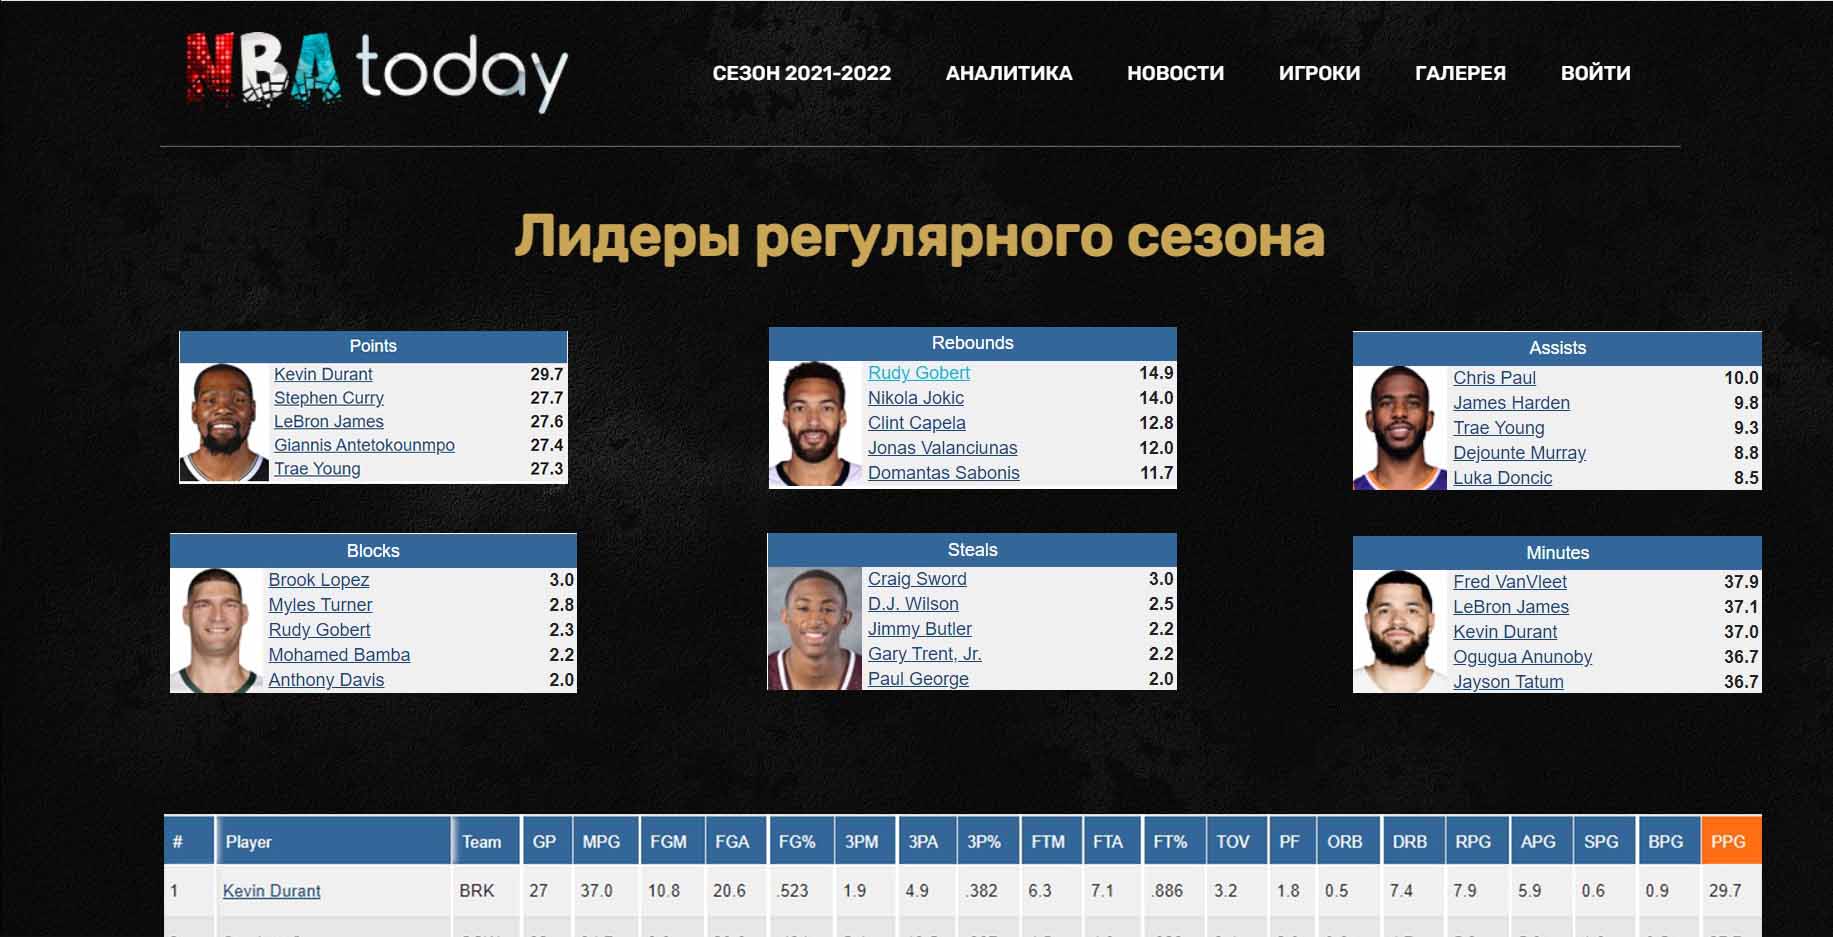 NBA today
СЕЗОН 2021-2022 АНАЛИТИКА НОВОСТИ ИГРОКИ ГАЛЕРЕЯ ВОЙТИ
Лидеры регулярного сезона
Points
Kevin Durant 29.7
Stephen Curry 27.7
LeBron James 27.6
Giannis Antetokounmpo 27.4
Trae Young 27.3
Rebounds
Rudy Gobert 14.9
Nikola Jokic 14.0
Clint Capela 12.8
Jonas Valanciunas 12.0
Domantas Sabonis 11.7
Assists
Chris Paul 10.0
James Harden 9.8
Trae Young 9.3
Dejounte Murray 8.8
Luka Doncic 8.5
Blocks
Brook Lopez 3.0
Myles Turner 2.8
Rudy Gobert 2.3
Mohamed Bamba 2.2
Anthony Davis 2.0
Steals
Craig Sword 3.0
D.J. Wilson 2.5
Jimmy Butler 2.2
Gary Trent, Jr. 2.2
Paul George 2.0
Minutes
Fred VanVleet 37.9
LeBron James 37.1
Kevin Durant 37.0
Ogugua Anunoby 36.7
Jayson Tatum 36.7
# Player Team GP MPG FGM FGA FG% 3PM 3PA 3P% FTM FTA FT% TOV PF ORB DRB RPG APG SPG BPG PPG
1 Kevin Durant BRK 27 37.0 10.8 20.6 .523 1.9 4.9 .382 6.3 7.1 .886 3.2 1.8 0.5 7.4 7.9 5.9 0.6 0.9 29.7